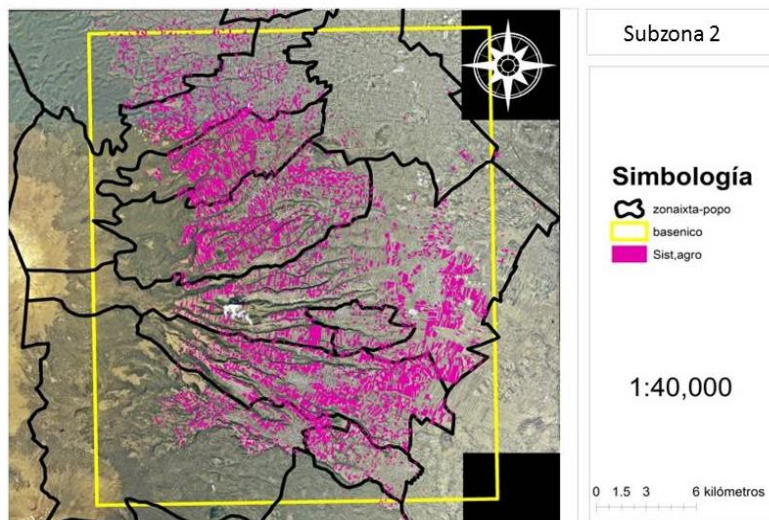 Subzona 2
Simbología
zonaixta-popo
basenico
Sist,agro
1:40,000
0 1.5 3 6 kilómetros